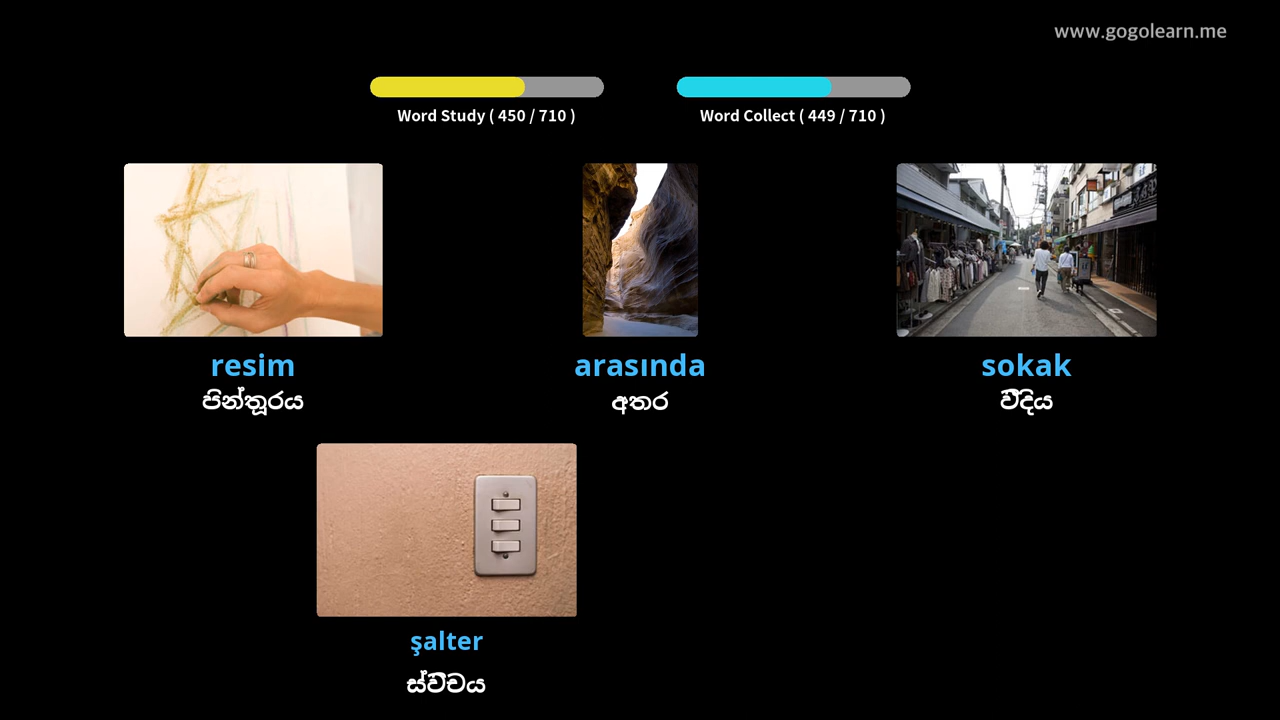 www.gogolearn.me
Word Study ( 450 / 710 )
Word Collect ( 449 / 710 )
resim
පින්තූරය
arasında
අතර
sokak
වීදිය
şalter
ස්විචය